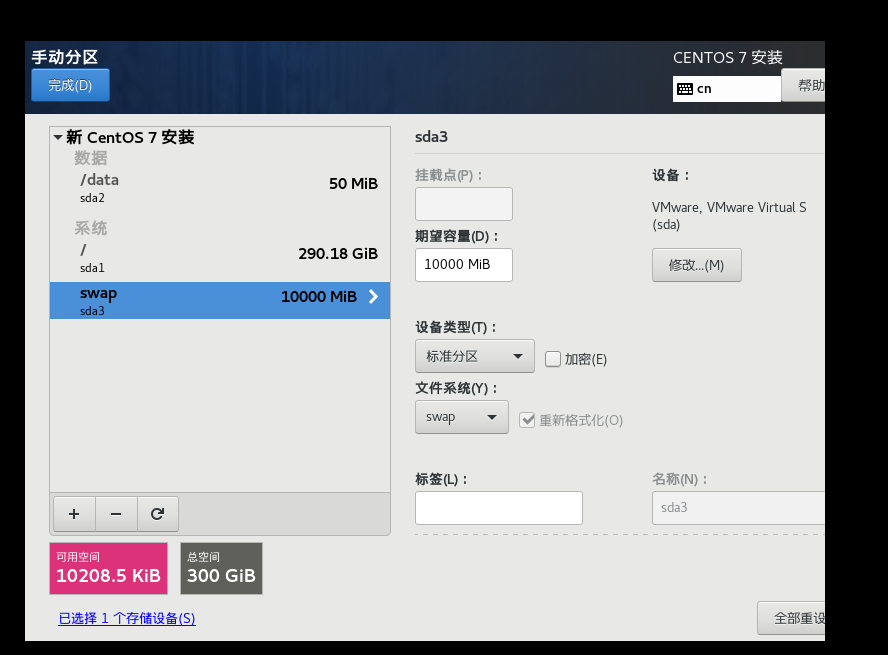 手动分区
CENTOS 7 安装
完成(D)
cn
帮助
新 CentOS 7 安装
数据
/data
50 MiB
sda2
系统
/
290.18 GiB
sda1
swap
10000 MiB
sda3
sda3
挂载点(P)：
设备：
VMware, VMware Virtual S
(sda)
期望容量(D)：
10000 MiB
修改...(M)
设备类型(T)：
标准分区
加密(E)
文件系统(Y)：
swap
重新格式化(O)
标签(L)：
名称(N)：
sda3
+ −
可用空间
10208.5 KiB
总空间
300 GiB
已选择 1 个存储设备(S)
全部重设